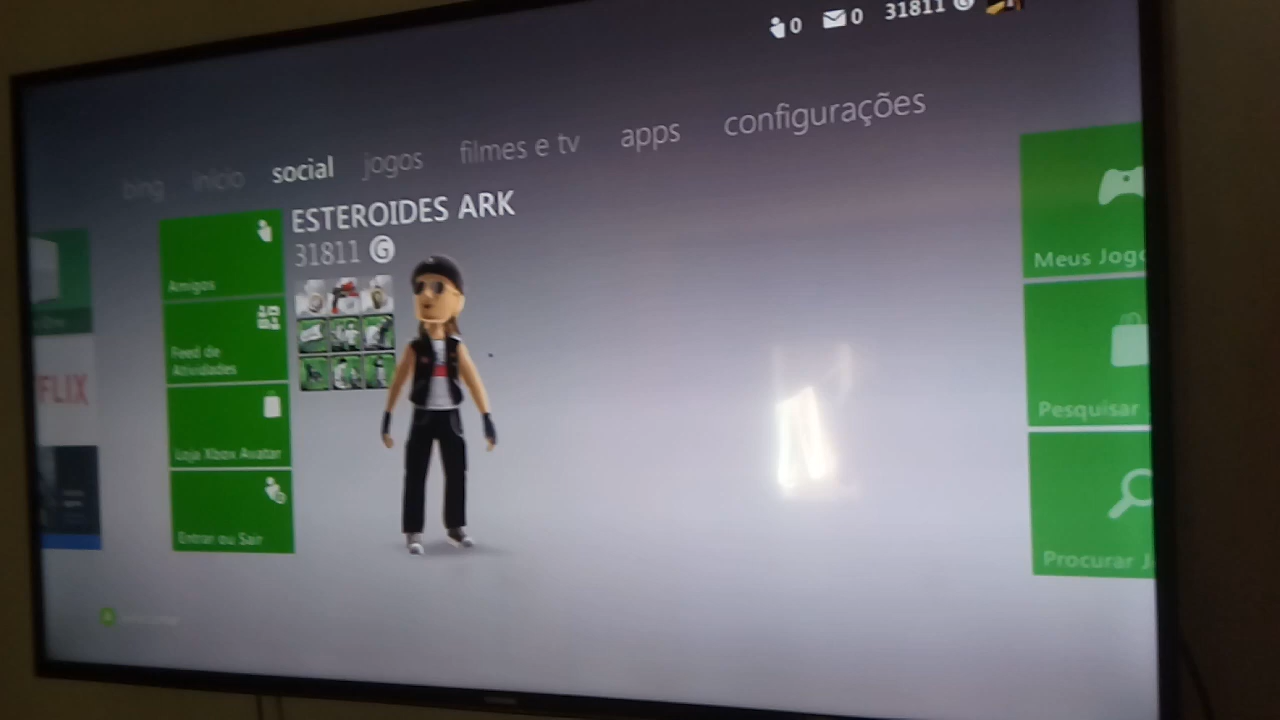 0 0 31811 G
bing início social jogos filmes e tv apps configurações
ESTEROIDES ARK
31811 G
Amigos
Feed de
Atividades
Loja Xbox Avatar
Entrar ou Sair
FLIX
Meus Jogo
Pesquisar
Procurar J
A